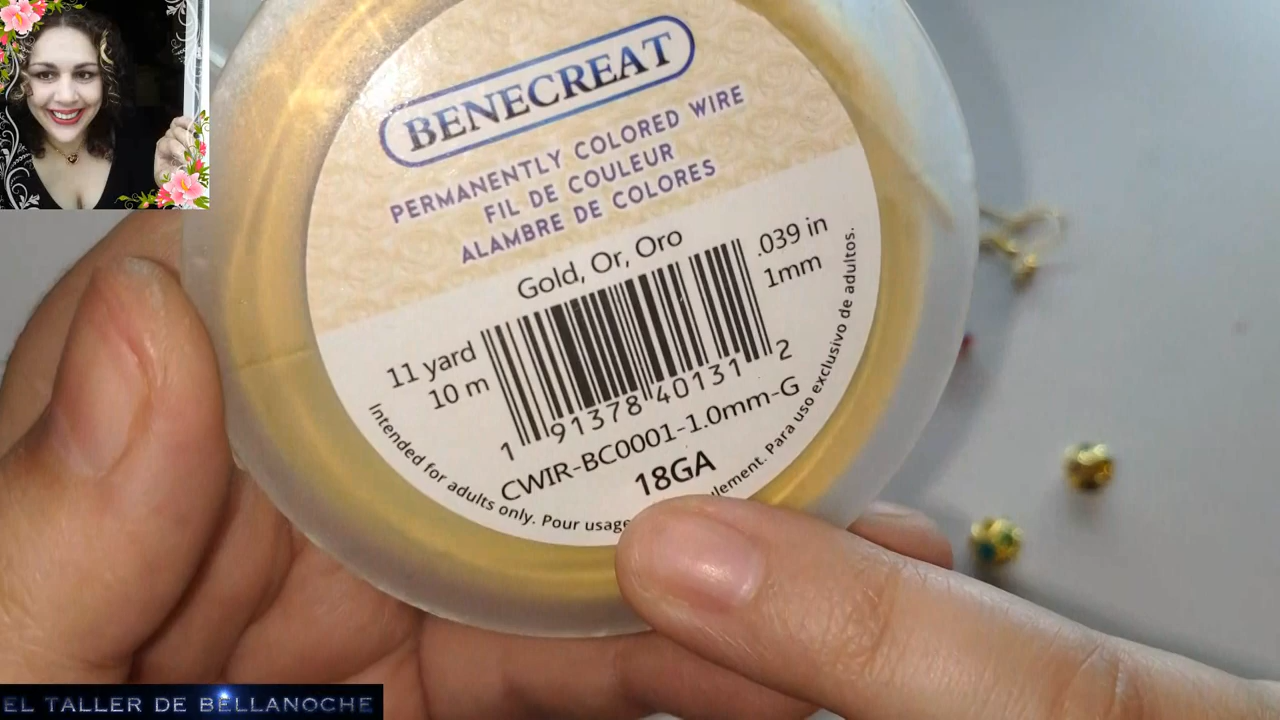 BENECREAT
PERMANENTLY COLORED WIRE
FIL DE COULEUR
ALAMBRE DE COLORES
Gold, Or, Oro
.039 in
1mm
11 yard
10 m
1 91378 40131 2
CWIR-BC0001-1.0mm-G
18GA
Intended for adults only. Pour usage
Para uso exclusivo de adultos.
EL TALLER DE BELLANOCHE